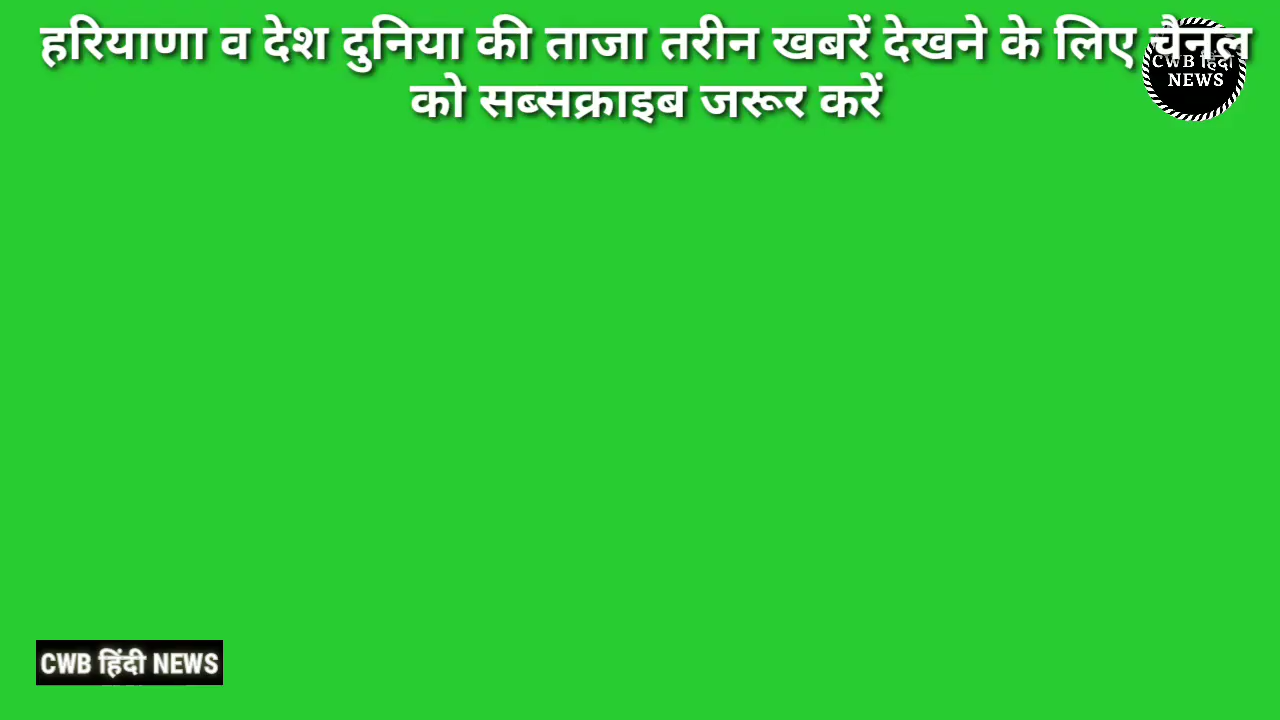 हरियाणा व देश दुनिया की ताजा तरीन खबरें देखने के लिए चैनल
को सब्सक्राइब जरूर करें
CWB हिंदी
NEWS
CWB हिंदी NEWS